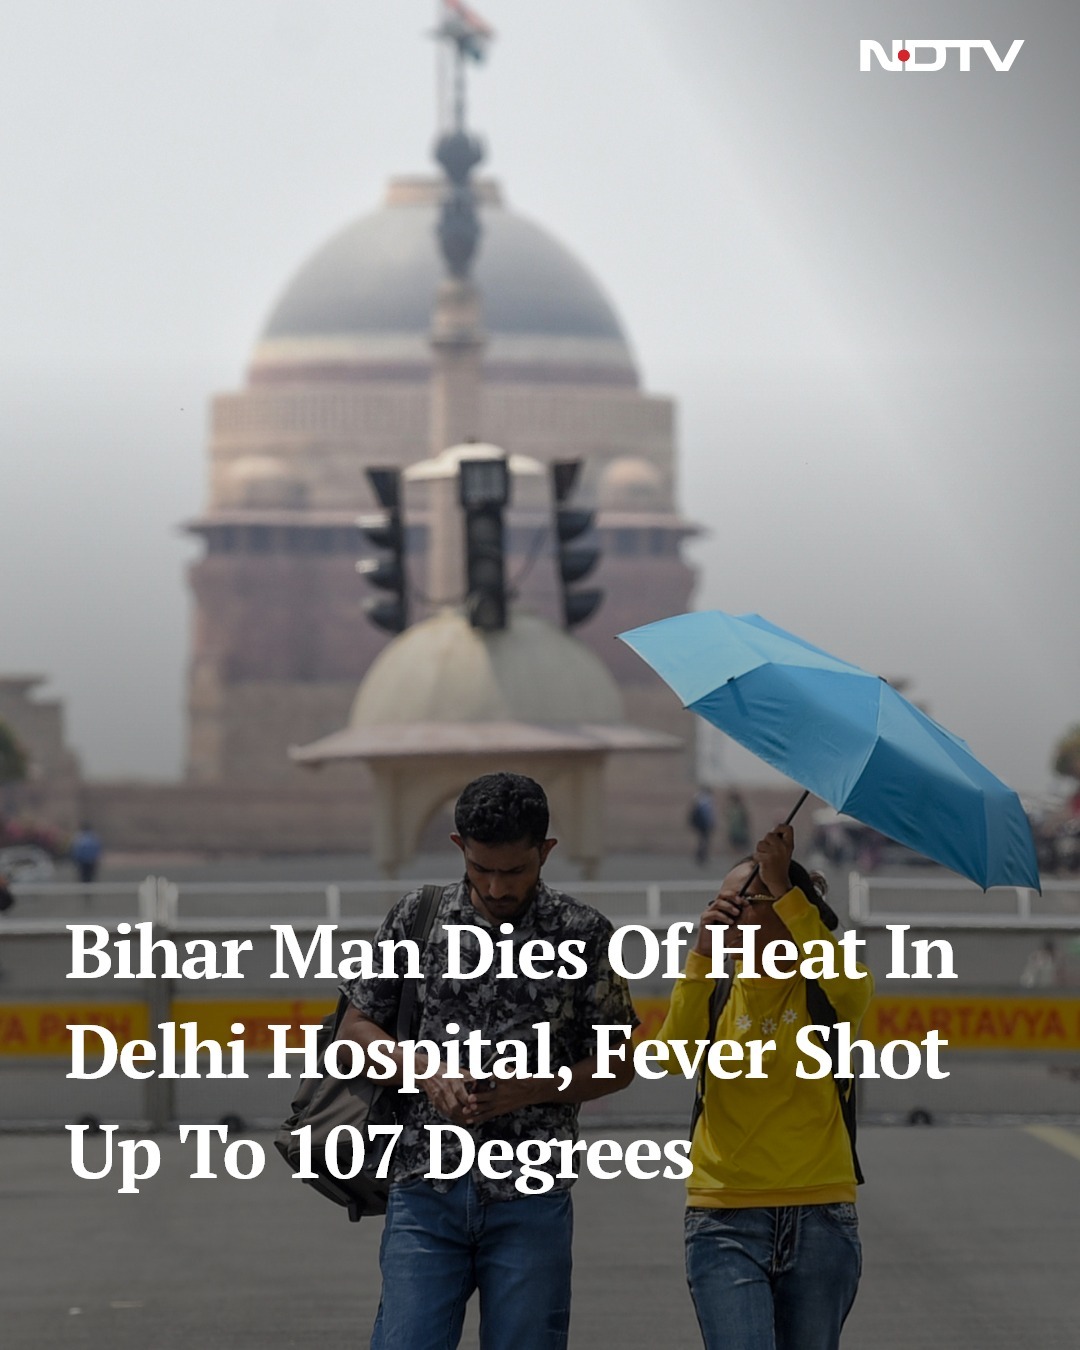 NDTV
Bihar Man Dies Of Heat In
Delhi Hospital, Fever Shot
Up To 107 Degrees
KARTAVYA